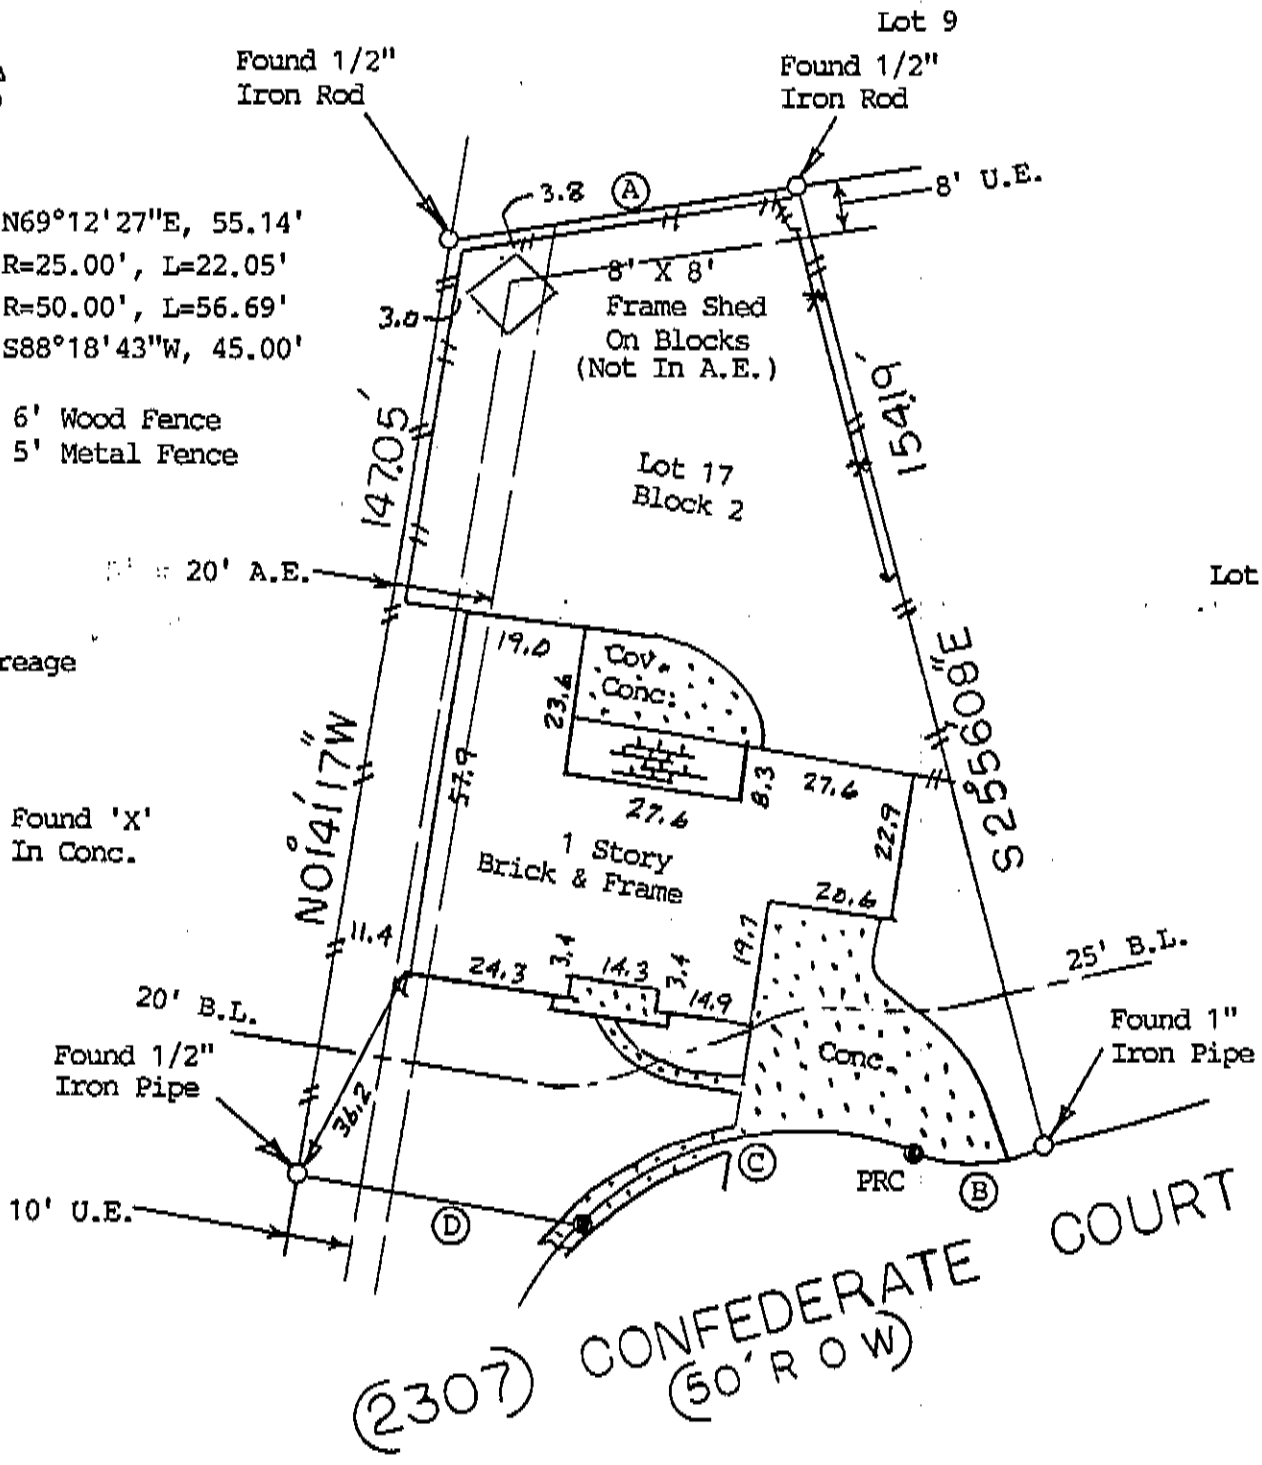 Lot 9
Found 1/2"
Iron Rod
Found 1/2"
Iron Rod
8' U.E.
3.8
A
N69°12'27"E, 55.14'
R=25.00', L=22.05'
R=50.00', L=56.69'
S88°18'43"W, 45.00'
8' X 8'
Frame Shed
On Blocks
(Not In A.E.)
3.0
6' Wood Fence
5' Metal Fence
147.05'
154.19'
Lot 17
Block 2
20' A.E.
Lot
reage
19.0
Cov.
Conc.
23.6
57.9
8.3
27.6
27.6
22.9
S25°56'08"E
N01°41'17"W
Found 'X'
In Conc.
1 Story
Brick & Frame
20.6
19.7
11.4
24.3
3.4
14.3
3.4
14.9
25' B.L.
20' B.L.
Found 1/2"
Iron Pipe
Found 1"
Iron Pipe
Conc.
36.2
C
PRC
B
10' U.E.
D
(2307) CONFEDERATE COURT
(50' R O W)